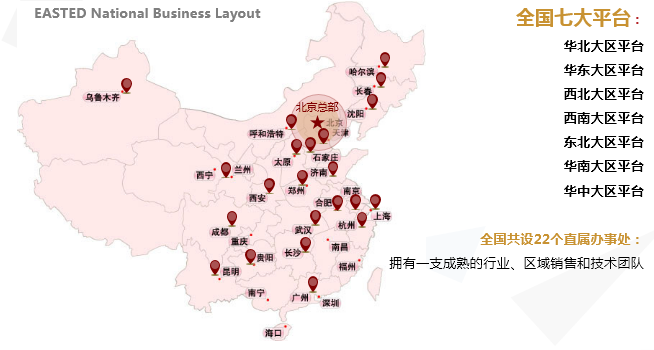 EASTED National Business Layout
全国七大平台：
华北大区平台
华东大区平台
西北大区平台
西南大区平台
东北大区平台
华南大区平台
华中大区平台
全国共设22个直属办事处：
拥有一支成熟的行业、区域销售和技术团队
哈尔滨
长春
乌鲁木齐
沈阳
北京总部
北京
天津
呼和浩特
石家庄
太原
济南
西宁
兰州
郑州
西安
南京
合肥
上海
成都
武汉
杭州
重庆
长沙
南昌
贵阳
昆明
福州
南宁
广州
深圳
海口